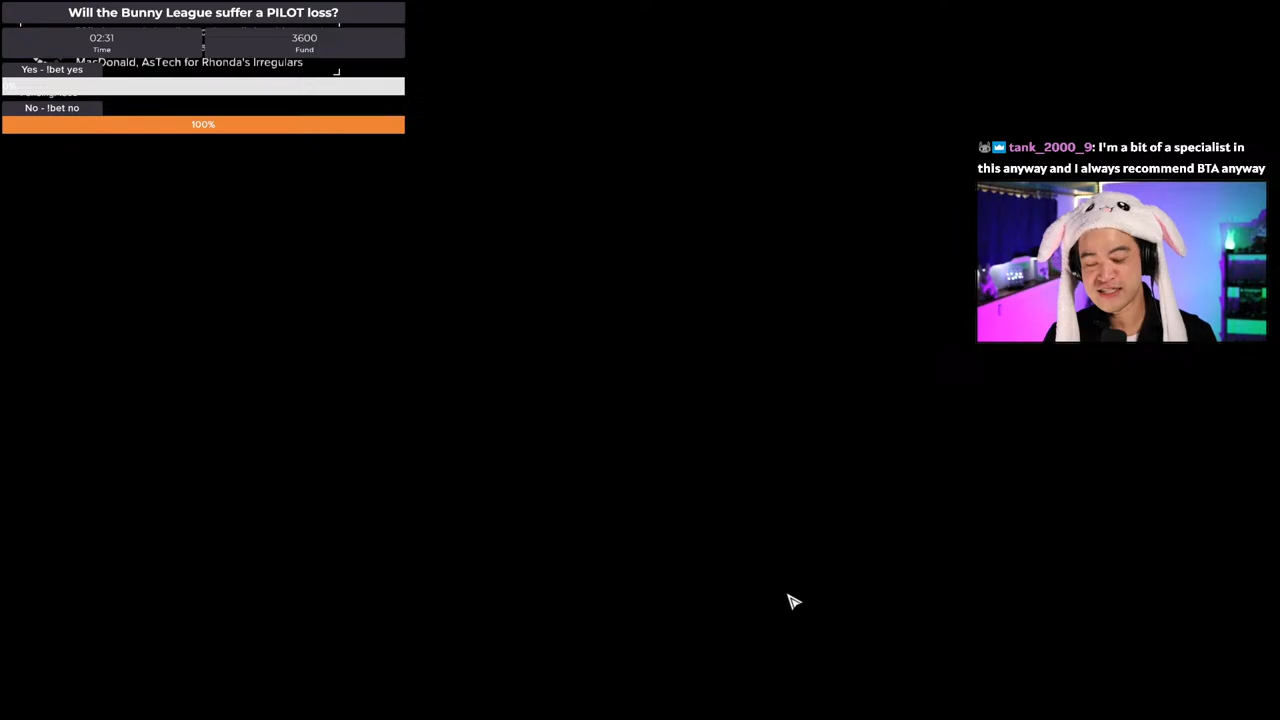 Will the Bunny League suffer a PILOT loss?
02:31
Time
3600
Fund
MacDonald, AsTech for Rhonda's Irregulars
Yes - !bet yes
0%
No - !bet no
100%
tank_2000_9: I'm a bit of a specialist in
this anyway and I always recommend BTA anyway